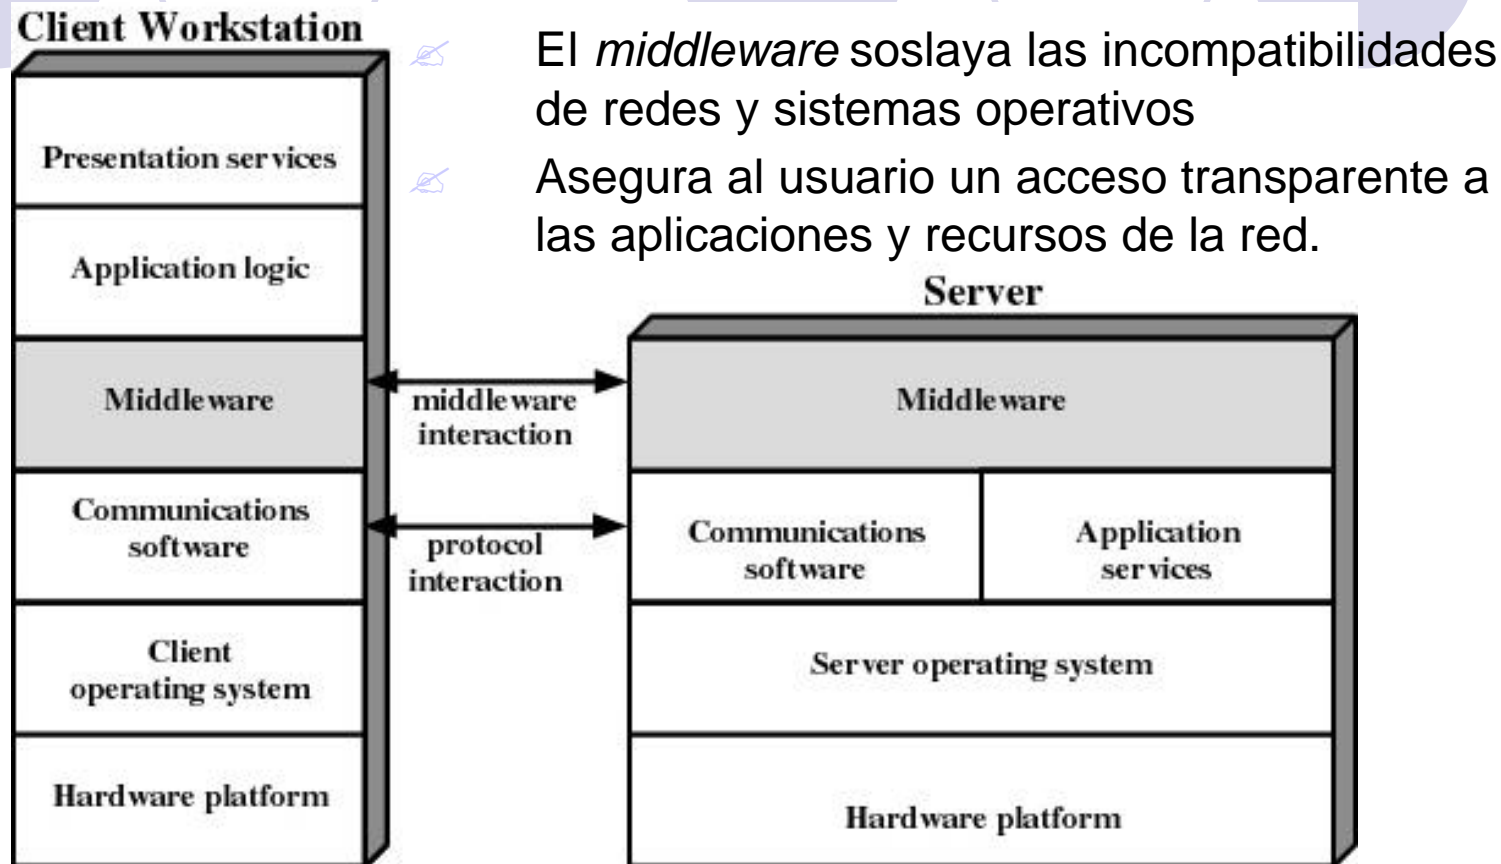 Client Workstation
El middleware soslaya las incompatibilidades
de redes y sistemas operativos
Asegura al usuario un acceso transparente a
las aplicaciones y recursos de la red.
Presentation services
Application logic
Middleware
Communications
software
Client
operating system
Hardware platform
middleware
interaction
protocol
interaction
Server
Middleware
Communications
software
Application
services
Server operating system
Hardware platform